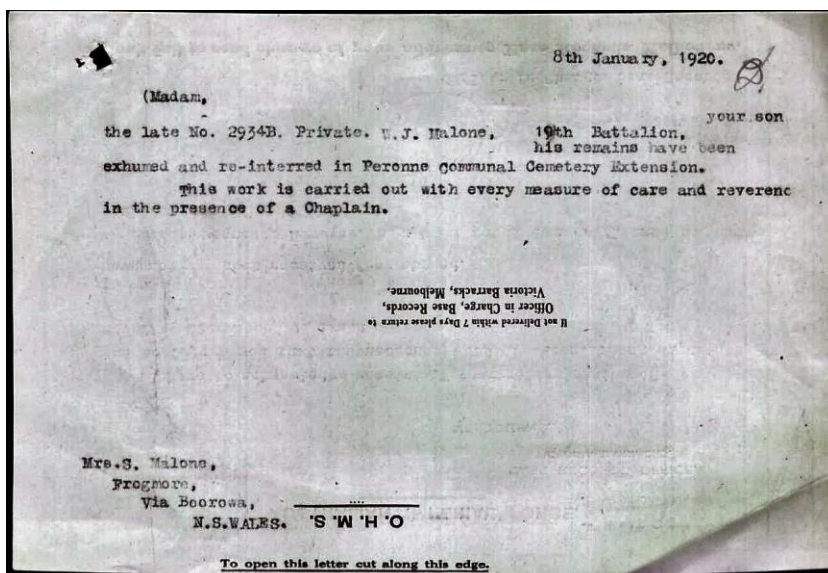 8th January, 1920.
(Madam,
your son
the late No. 2934B. Private. W.J. Malone, 19th Battalion,
his remains have been
exhumed and re-interred in Peronne communal Cemetery Extension.
This work is carried out with every measure of care and reverenc
in the presence of a Chaplain.
If not Delivered within 7 Days please return to
Officer in Charge, Base Records,
Victoria Barracks, Melbourne.
Mrs.S. Malone,
Frogmore,
Via Boorowa,
N.S.WALES.
O. H. M. S.
To open this letter cut along this edge.